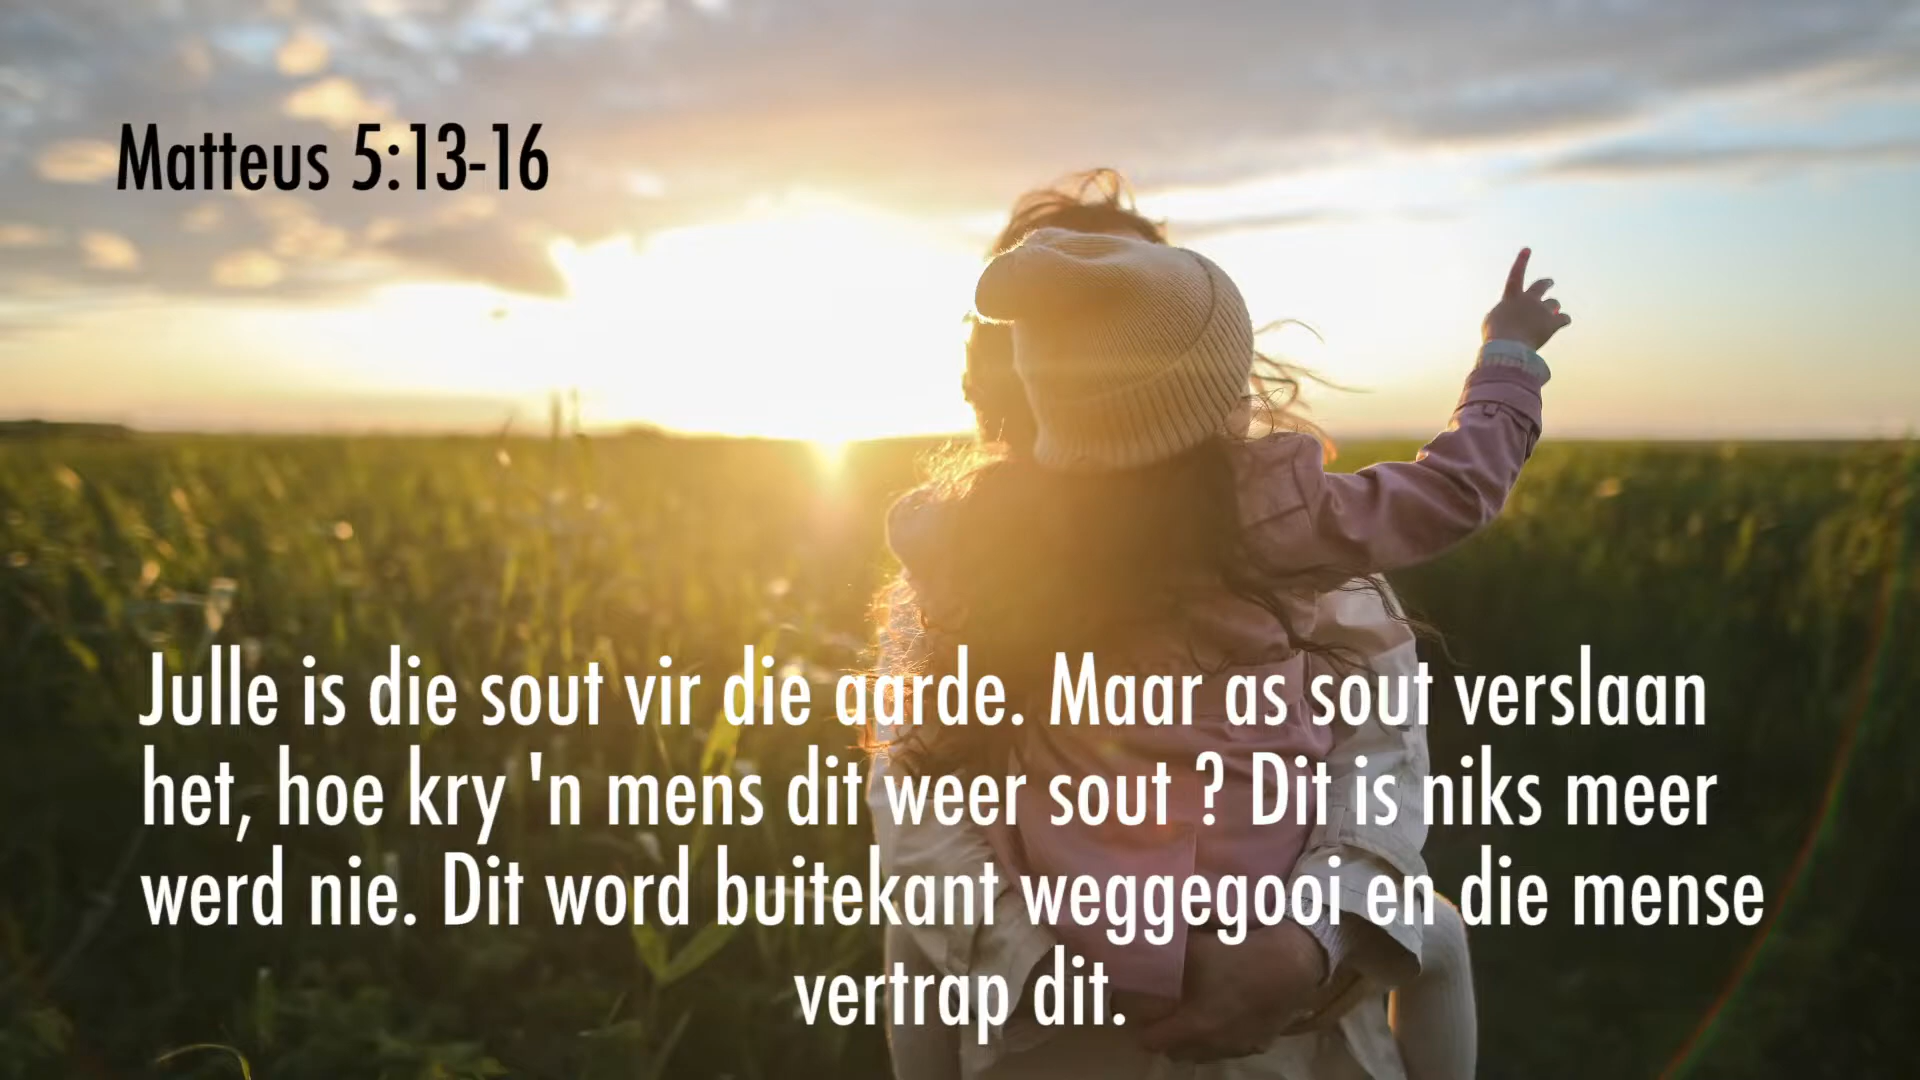 Matteus 5:13-16
Julle is die sout vir die aarde. Maar as sout verslaan
het, hoe kry 'n mens dit weer sout ? Dit is niks meer
werd nie. Dit word buitekant weggegooi en die mense
vertrap dit.